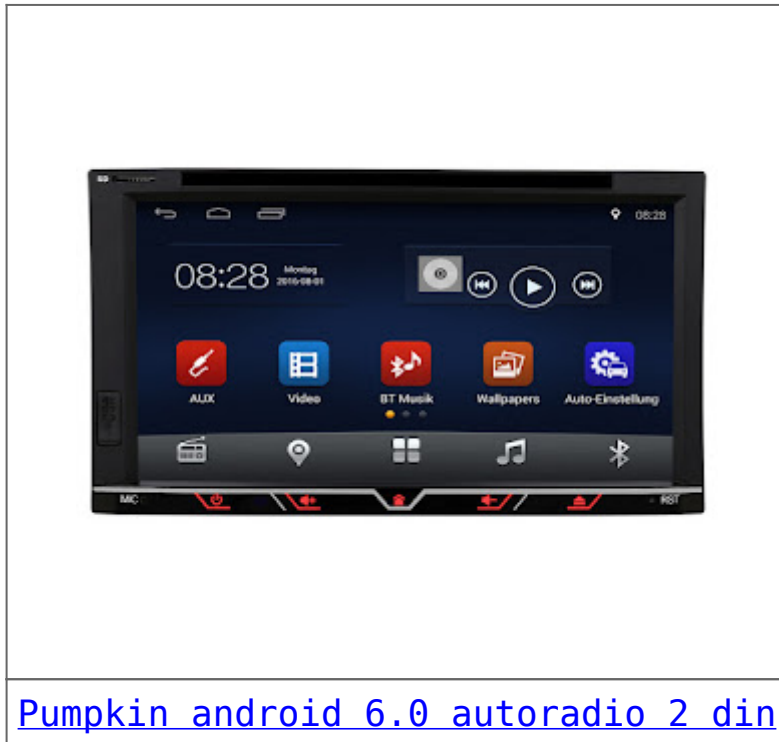 08:28
08:28
Montag
2016-08-01
AUX
Video
BT Musik
Wallpapers
Auto-Einstellung
MIC
RST
Pumpkin android 6.0 autoradio 2 din